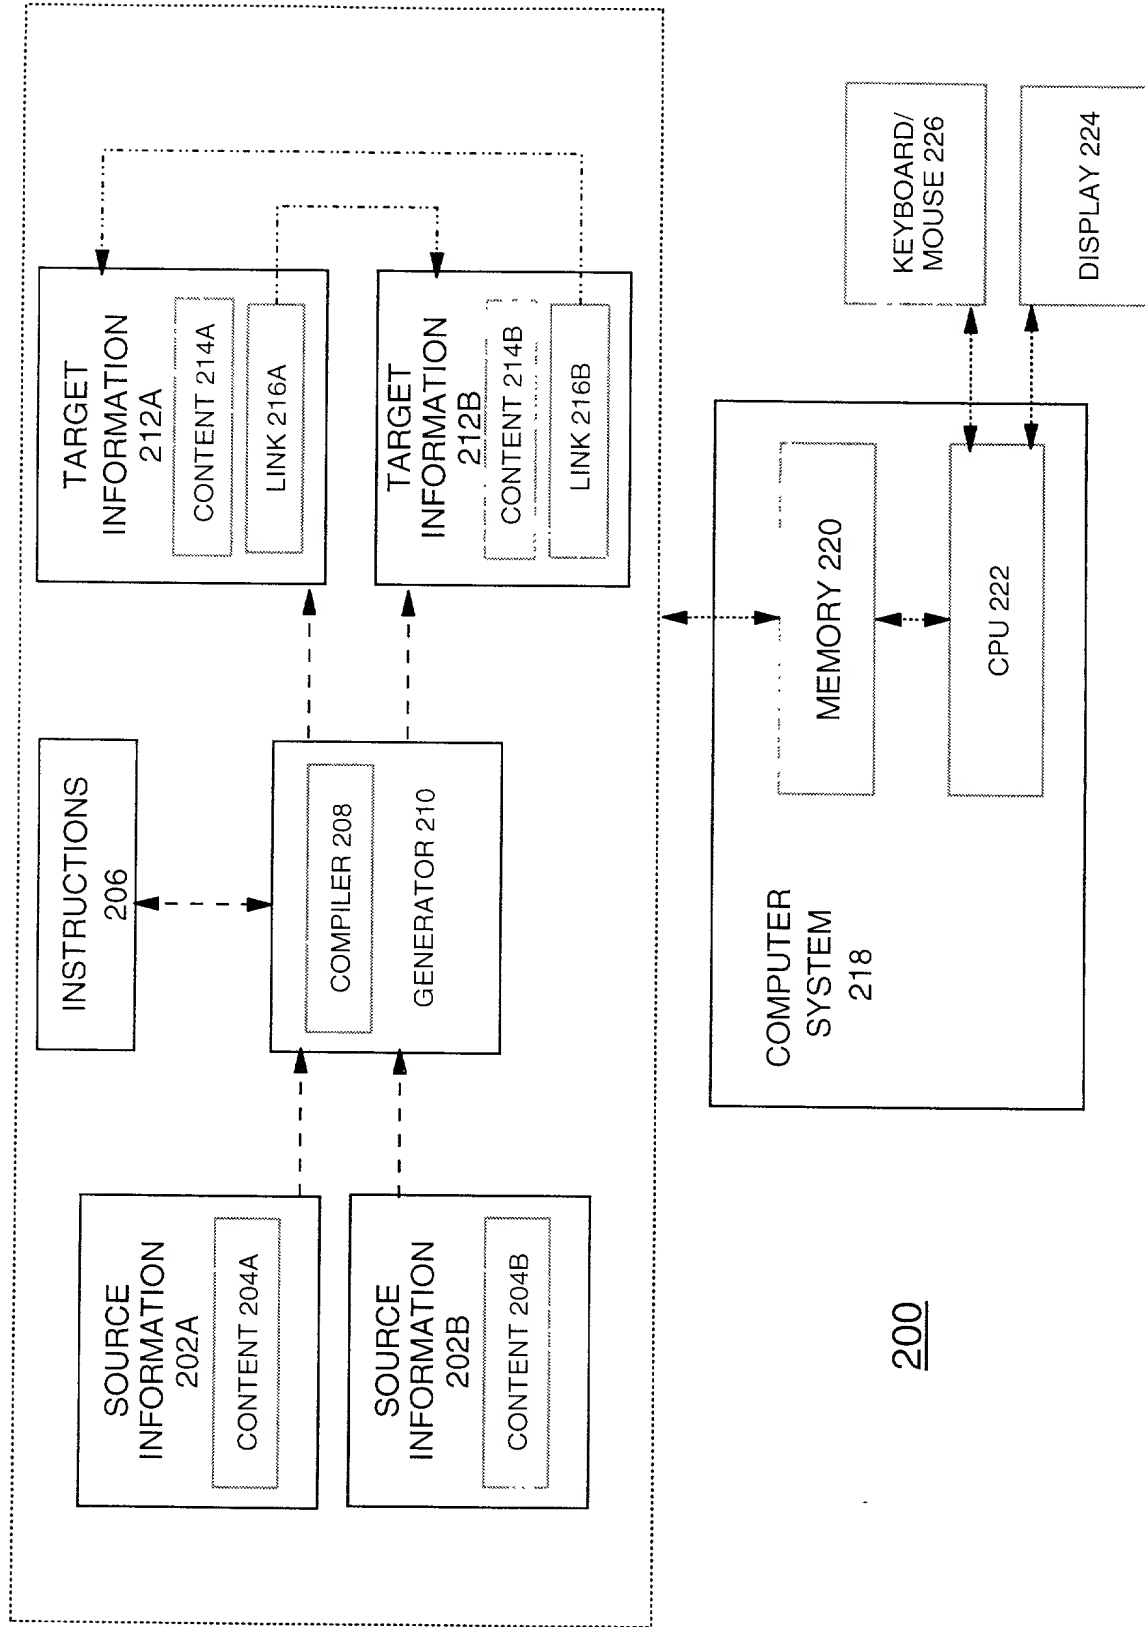 SOURCE
INFORMATION
202A
CONTENT 204A
SOURCE
INFORMATION
202B
CONTENT 204B
INSTRUCTIONS
206
COMPILER 208
GENERATOR 210
TARGET
INFORMATION
212A
CONTENT 214A
LINK 216A
TARGET
INFORMATION
212B
CONTENT 214B
LINK 216B
COMPUTER
SYSTEM
218
MEMORY 220
CPU 222
KEYBOARD/
MOUSE 226
DISPLAY 224
200